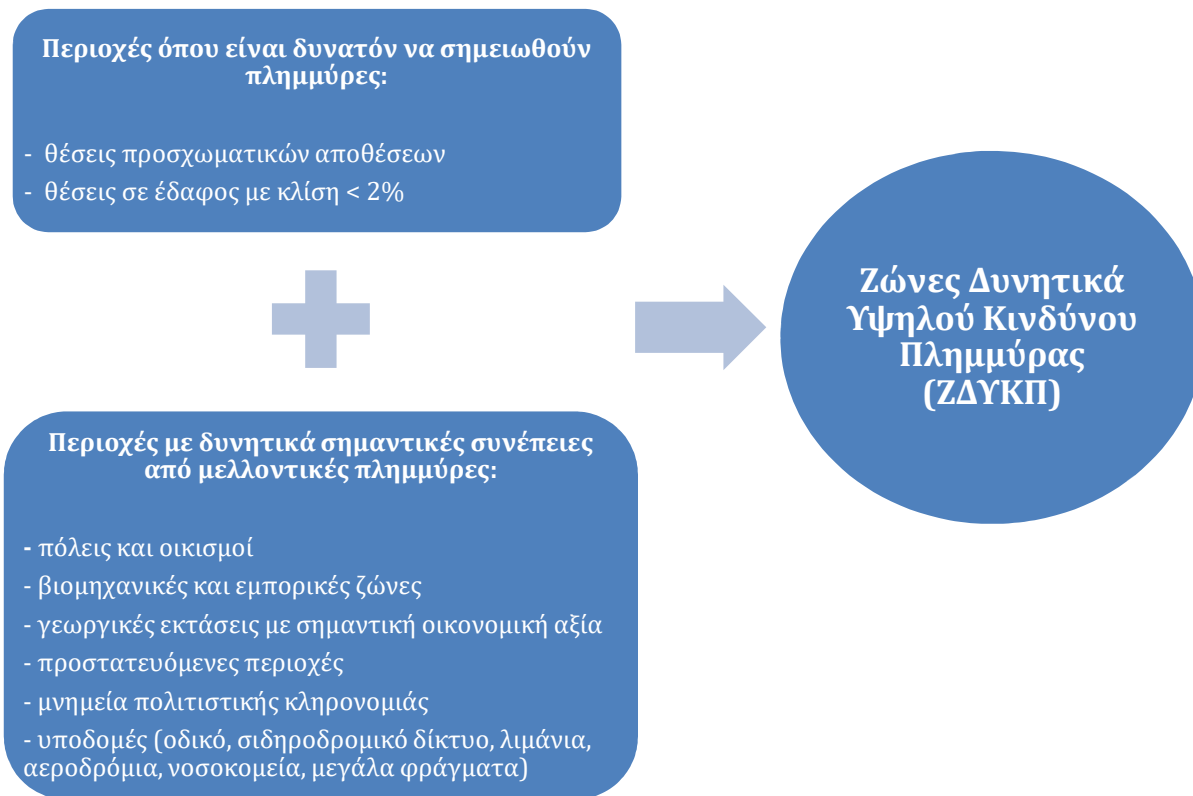 Περιοχές όπου είναι δυνατόν να σημειωθούν
πλημμύρες:
- θέσεις προσχωματικών αποθέσεων
- θέσεις σε έδαφος με κλίση < 2%
Περιοχές με δυνητικά σημαντικές συνέπειες
από μελλοντικές πλημμύρες:
- πόλεις και οικισμοί
- βιομηχανικές και εμπορικές ζώνες
- γεωργικές εκτάσεις με σημαντική οικονομική αξία
- προστατευόμενες περιοχές
- μνημεία πολιτιστικής κληρονομιάς
- υποδομές (οδικό, σιδηροδρομικό δίκτυο, λιμάνια,
αεροδρόμια, νοσοκομεία, μεγάλα φράγματα)
Ζώνες Δυνητικά
Υψηλού Κινδύνου
Πλημμύρας
(ΖΔΥΚΠ)